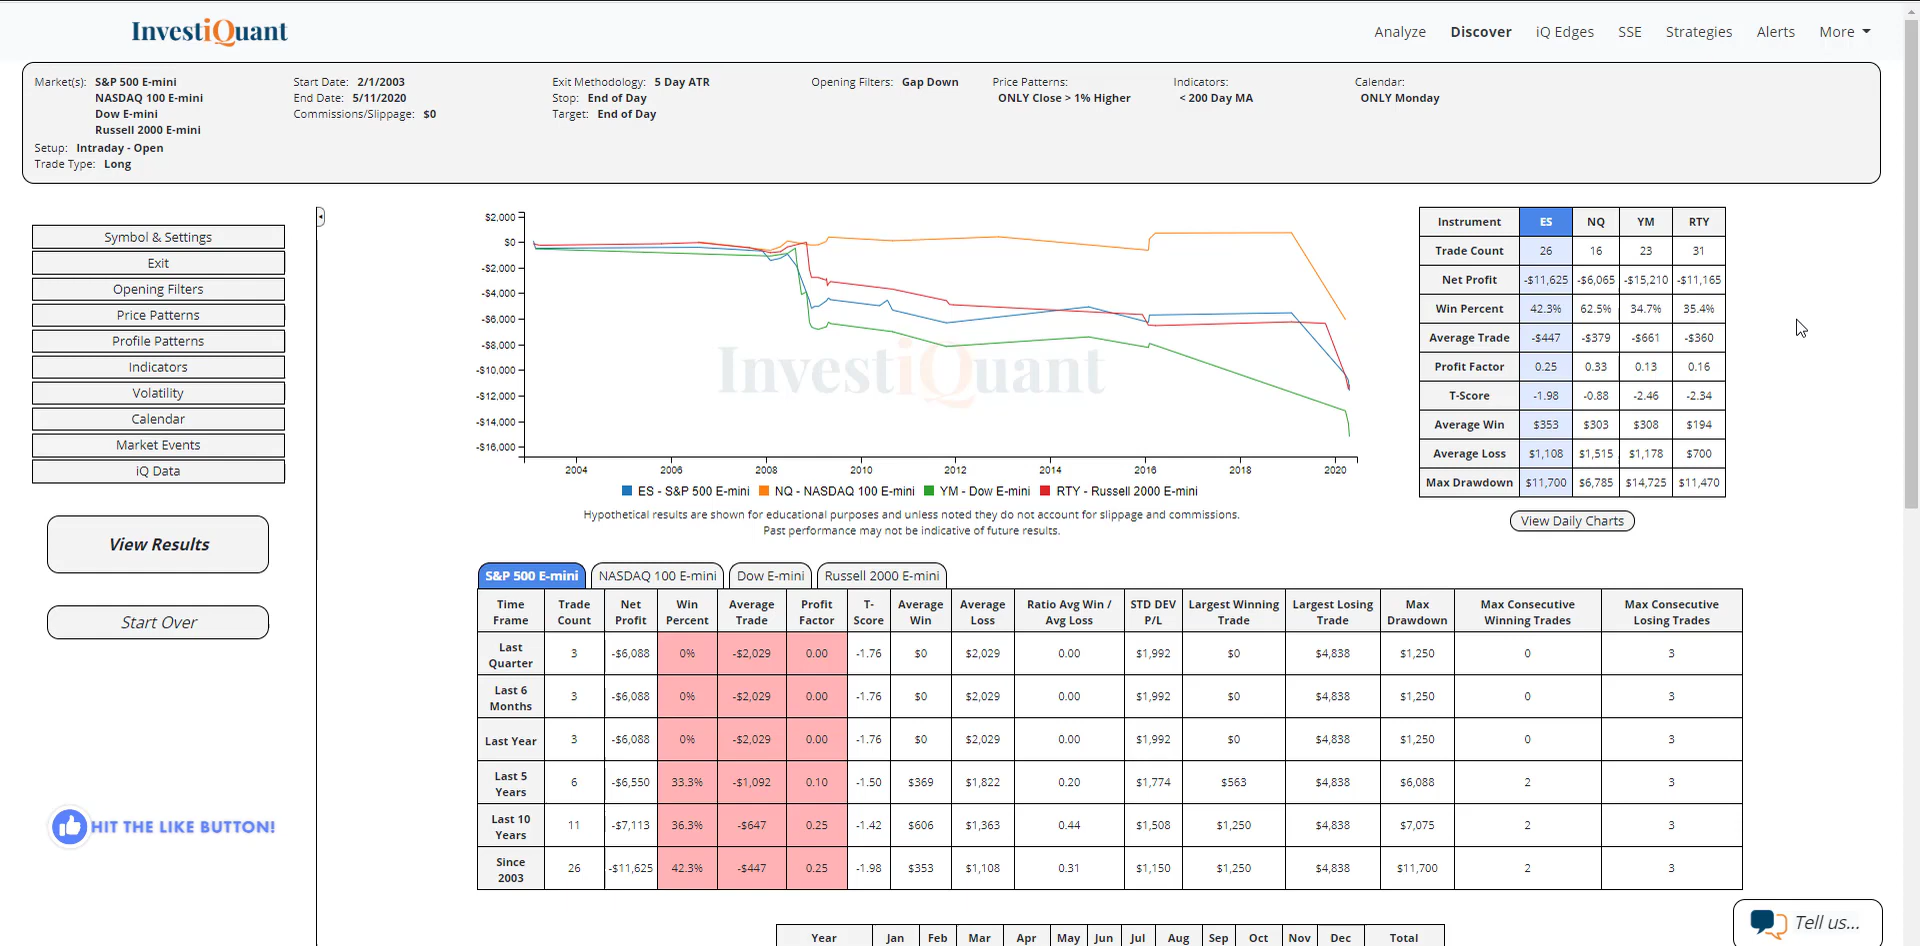 InvestiQuant
Analyze Discover iQ Edges SSE Strategies Alerts More
Market(s): S&P 500 E-mini Start Date: 2/1/2003 Exit Methodology: 5 Day ATR Opening Filters: Gap Down Price Patterns: Indicators: Calendar:
NASDAQ 100 E-mini End Date: 5/11/2020 Stop: End of Day ONLY Close > 1% Higher < 200 Day MA ONLY Monday
Dow E-mini Commissions/Slippage: $0 Target: End of Day
Russell 2000 E-mini
Setup: Intraday - Open
Trade Type: Long
Symbol & Settings
Exit
Opening Filters
Price Patterns
Profile Patterns
Indicators
Volatility
Calendar
Market Events
iQ Data
View Results
Start Over
HIT THE LIKE BUTTON!
$2,000
$0
-$2,000
-$4,000
-$6,000
-$8,000
-$10,000
-$12,000
-$14,000
-$16,000
InvestiQuant
2004 2006 2008 2010 2012 2014 2016 2018 2020
ES - S&P 500 E-mini NQ - NASDAQ 100 E-mini YM - Dow E-mini RTY - Russell 2000 E-mini
Hypothetical results are shown for educational purposes and unless noted they do not account for slippage and commissions.
Past performance may not be indicative of future results.
Instrument ES NQ YM RTY
Trade Count 26 16 23 31
Net Profit -$11,625 -$6,065 -$15,210 -$11,165
Win Percent 42.3% 62.5% 34.7% 35.4%
Average Trade -$447 -$379 -$661 -$360
Profit Factor 0.25 0.33 0.13 0.16
T-Score -1.98 -0.88 -2.46 -2.34
Average Win $353 $303 $308 $194
Average Loss $1,108 $1,515 $1,178 $700
Max Drawdown $11,700 $6,785 $14,725 $11,470
View Daily Charts
S&P 500 E-mini NASDAQ 100 E-mini Dow E-mini Russell 2000 E-mini
Time Frame Trade Count Net Profit Win Percent Average Trade Profit Factor T-Score Average Win Average Loss Ratio Avg Win / Avg Loss STD DEV P/L Largest Winning Trade Largest Losing Trade Max Drawdown Max Consecutive Winning Trades Max Consecutive Losing Trades
Last Quarter 3 -$6,088 0% -$2,029 0.00 -1.76 $0 $2,029 0.00 $1,992 $0 $4,838 $1,250 0 3
Last 6 Months 3 -$6,088 0% -$2,029 0.00 -1.76 $0 $2,029 0.00 $1,992 $0 $4,838 $1,250 0 3
Last Year 3 -$6,088 0% -$2,029 0.00 -1.76 $0 $2,029 0.00 $1,992 $0 $4,838 $1,250 0 3
Last 5 Years 6 -$6,550 33.3% -$1,092 0.10 -1.50 $369 $1,822 0.20 $1,774 $563 $4,838 $6,088 2 3
Last 10 Years 11 -$7,113 36.3% -$647 0.25 -1.42 $606 $1,363 0.44 $1,508 $1,250 $4,838 $7,075 2 3
Since 2003 26 -$11,625 42.3% -$447 0.25 -1.98 $353 $1,108 0.31 $1,150 $1,250 $4,838 $11,700 2 3
Year Jan Feb Mar Apr May Jun Jul Aug Sep Oct Nov Dec Total
Tell us...